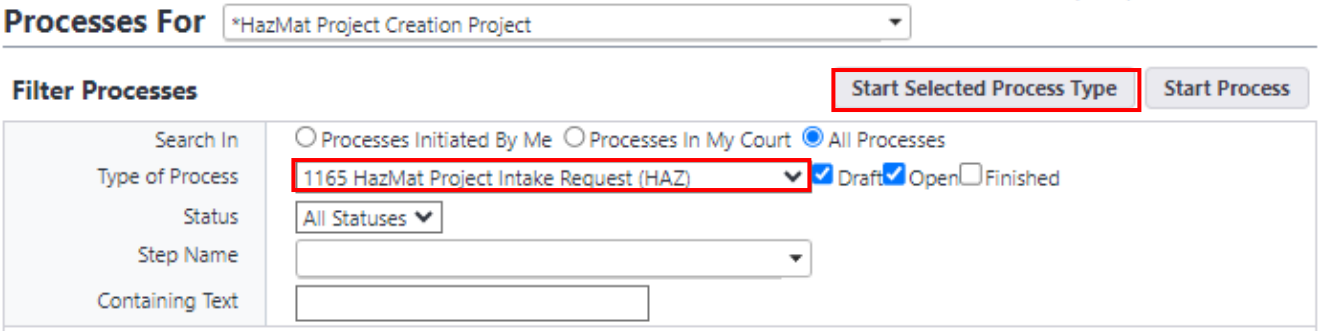 Processes For *HazMat Project Creation Project
Filter Processes Start Selected Process Type Start Process
Search In Processes Initiated By Me Processes In My Court All Processes
Type of Process 1165 HazMat Project Intake Request (HAZ) Draft Open Finished
Status All Statuses
Step Name
Containing Text